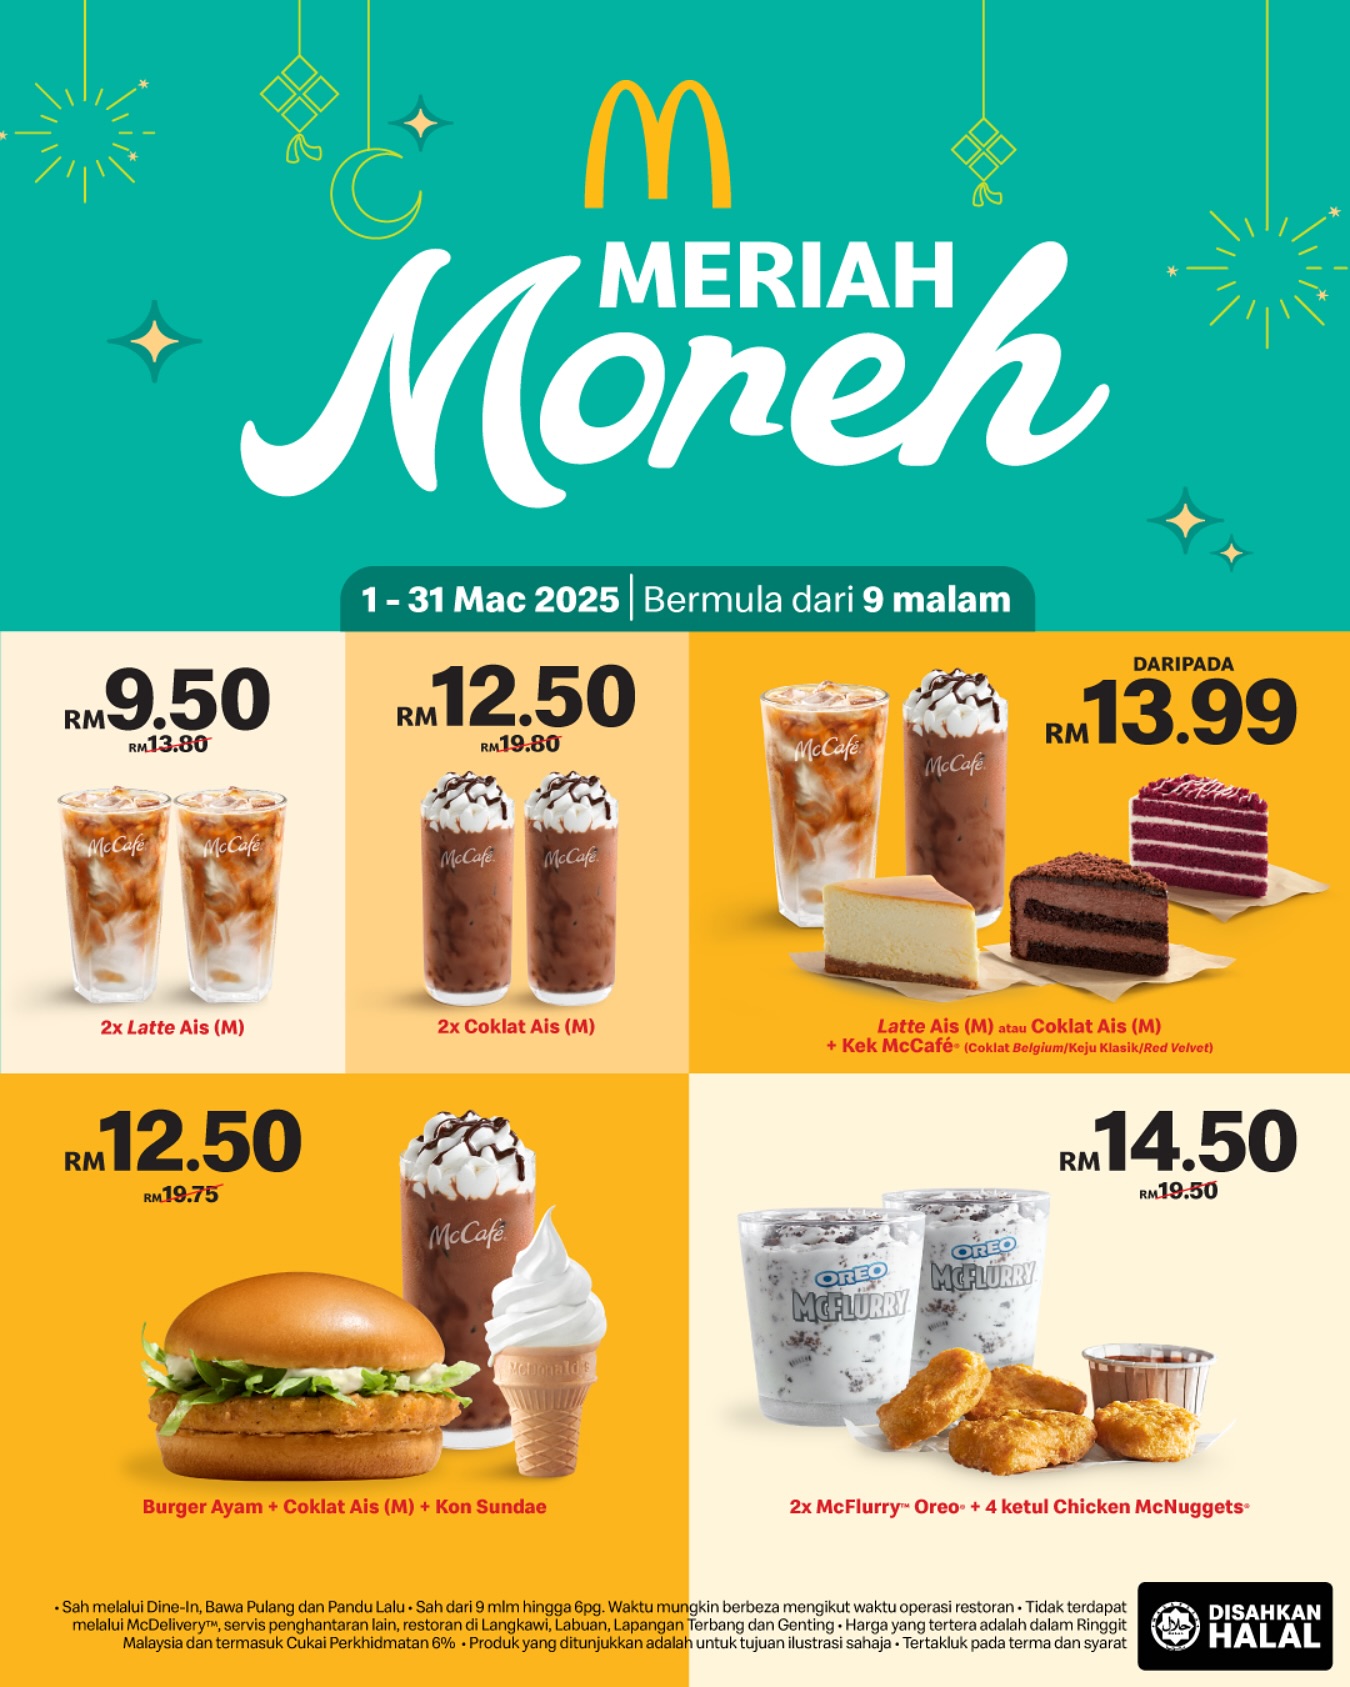 MERIAH
Moreh
1 - 31 Mac 2025 | Bermula dari 9 malam
RM9.50
RM13.80
McCafé® McCafé®
2x Latte Ais (M)
RM12.50
RM19.80
McCafé® McCafé®
2x Coklat Ais (M)
DARIPADA
RM13.99
McCafé® McCafé®
Latte Ais (M) atau Coklat Ais (M)
+ Kek McCafé® (Coklat Belgium/Keju Klasik/Red Velvet)
RM12.50
RM19.75
McCafé®
McDonald's
Burger Ayam + Coklat Ais (M) + Kon Sundae
RM14.50
RM19.50
OREO
McFLURRY
OREO
McFLURRY
2x McFlurry™ Oreo® + 4 ketul Chicken McNuggets®
• Sah melalui Dine-In, Bawa Pulang dan Pandu Lalu • Sah dari 9 mlm hingga 6pg. Waktu mungkin berbeza mengikut waktu operasi restoran • Tidak terdapat
melalui McDelivery™, servis penghantaran lain, restoran di Langkawi, Labuan, Lapangan Terbang dan Genting • Harga yang tertera adalah dalam Ringgit
Malaysia dan termasuk Cukai Perkhidmatan 6% • Produk yang ditunjukkan adalah untuk tujuan ilustrasi sahaja • Tertakluk pada terma dan syarat
DISAHKAN
HALAL